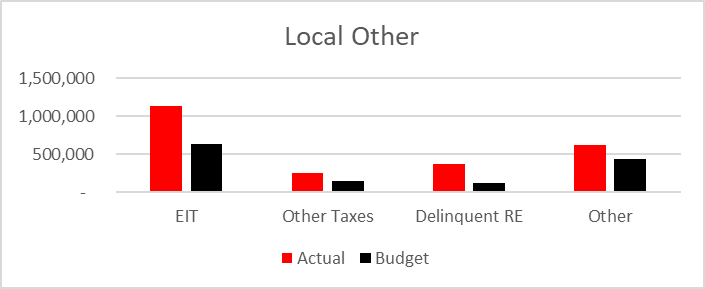 Local Other
1,500,000
1,000,000
500,000
-
EIT Other Taxes Delinquent RE Other
Actual Budget